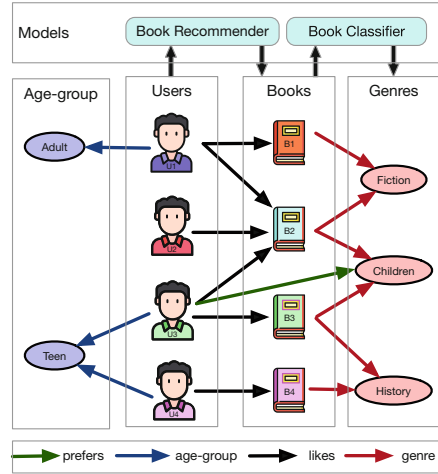 Models
Book Recommender
Book Classifier
Age-group
Users
Books
Genres
Adult
U1
B1
Fiction
U2
B2
Children
U3
B3
Teen
U4
B4
History
prefers
age-group
likes
genre